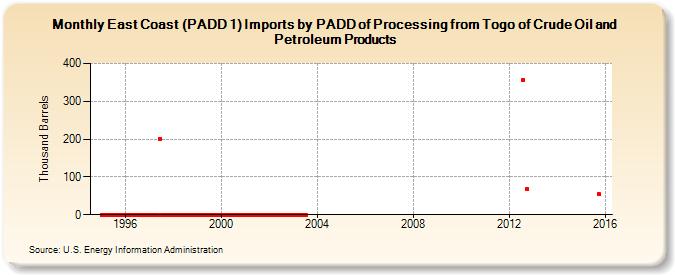 Monthly East Coast (PADD 1) Imports by PADD of Processing from Togo of Crude Oil and
Petroleum Products
Thousand Barrels
400
300
200
100
0
1996 2000 2004 2008 2012 2016
Source: U.S. Energy Information Administration